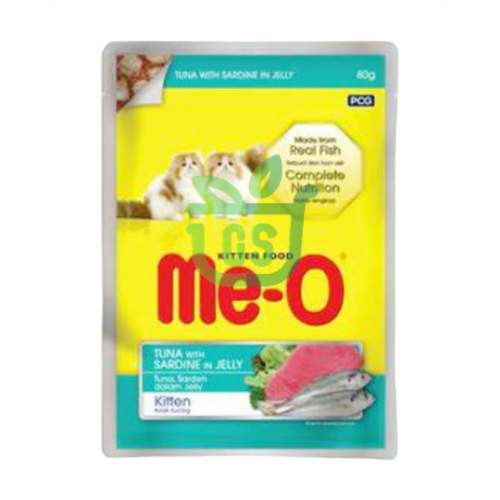 TUNA WITH SARDINE IN JELLY 80g
PCG
Made from
Real Fish
Complete
Nutrition
GS
KITTEN FOOD
Me-O®
TUNA WITH
SARDINE IN JELLY
Tuna, Sarden
dalam Jelly
Kitten
Anak Kucing